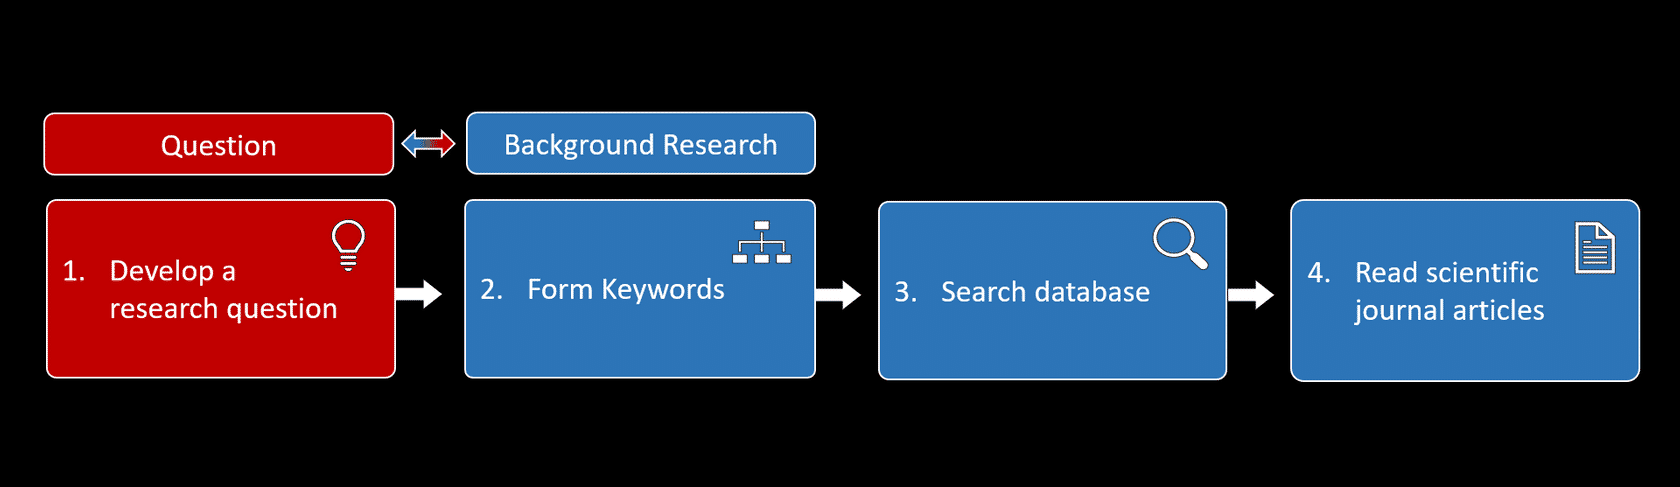 Question
Background Research
1. Develop a
research question
2. Form Keywords
3. Search database
4. Read scientific
journal articles